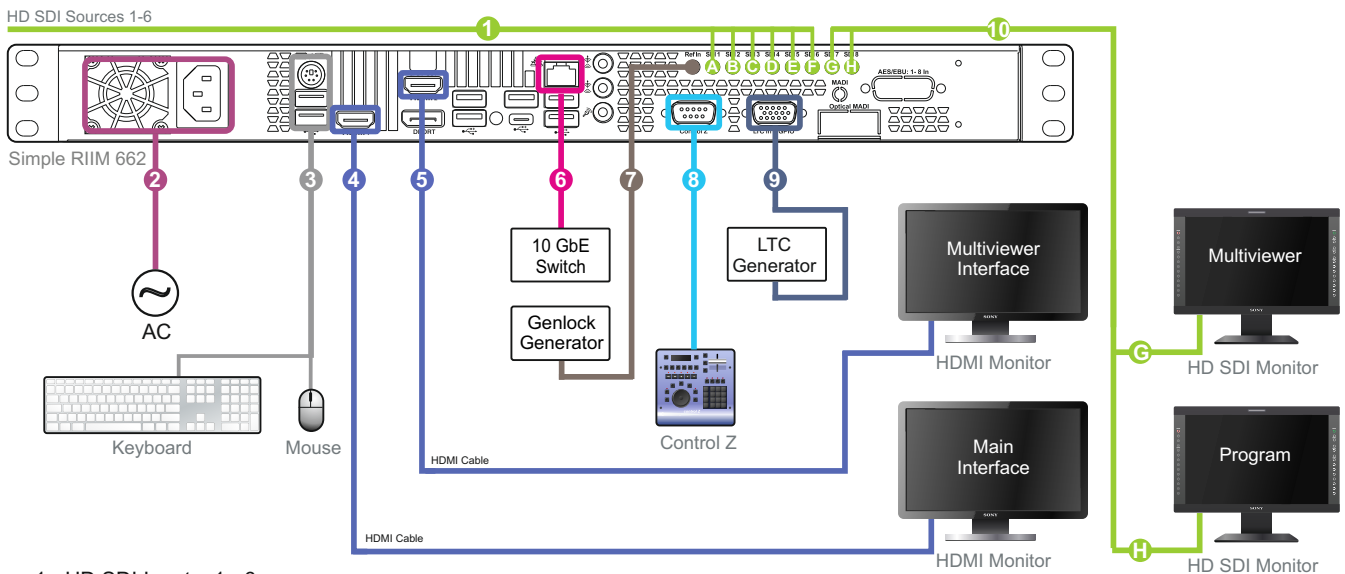 HD SDI Sources 1-6
1
10
Ref In SDI 1 SDI 2 SDI 3 SDI 4 SDI 5 SDI 6 SDI 7 SDI 8
A B C D E F G H
AES/EBU: 1- 8 In
MADI
Optical MADI
Control Z
Simple RIIM 662
2
3
4
5
6
7
8
9
10 GbE
Switch
LTC
Generator
Genlock
Generator
AC
Keyboard
Mouse
Control Z
Multiviewer
Interface
SONY
HDMI Monitor
Multiviewer
SONY
HD SDI Monitor
G
HDMI Cable
Main
Interface
SONY
HDMI Monitor
HDMI Cable
Program
SONY
HD SDI Monitor
H